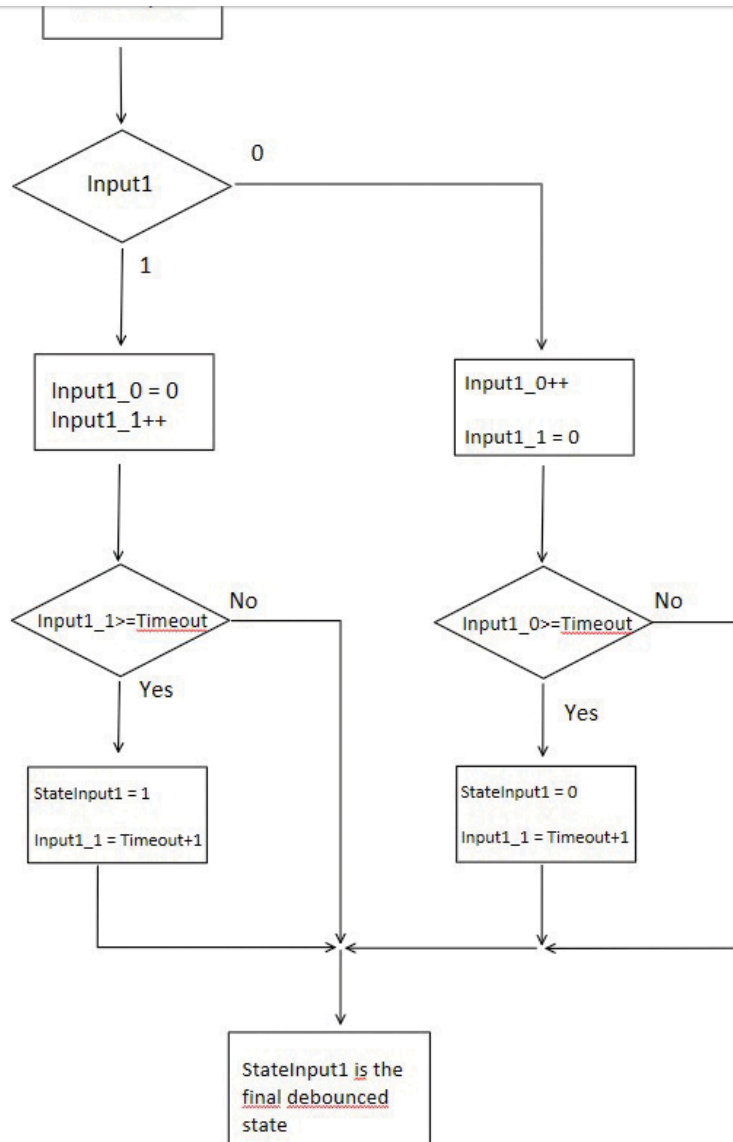 Input1
0
1
Input1_0 = 0
Input1_1++
Input1_0++
Input1_1 = 0
Input1_1>=Timeout
No
Yes
Input1_0>=Timeout
No
Yes
StateInput1 = 1
Input1_1 = Timeout+1
StateInput1 = 0
Input1_1 = Timeout+1
StateInput1 is the
final debounced
state